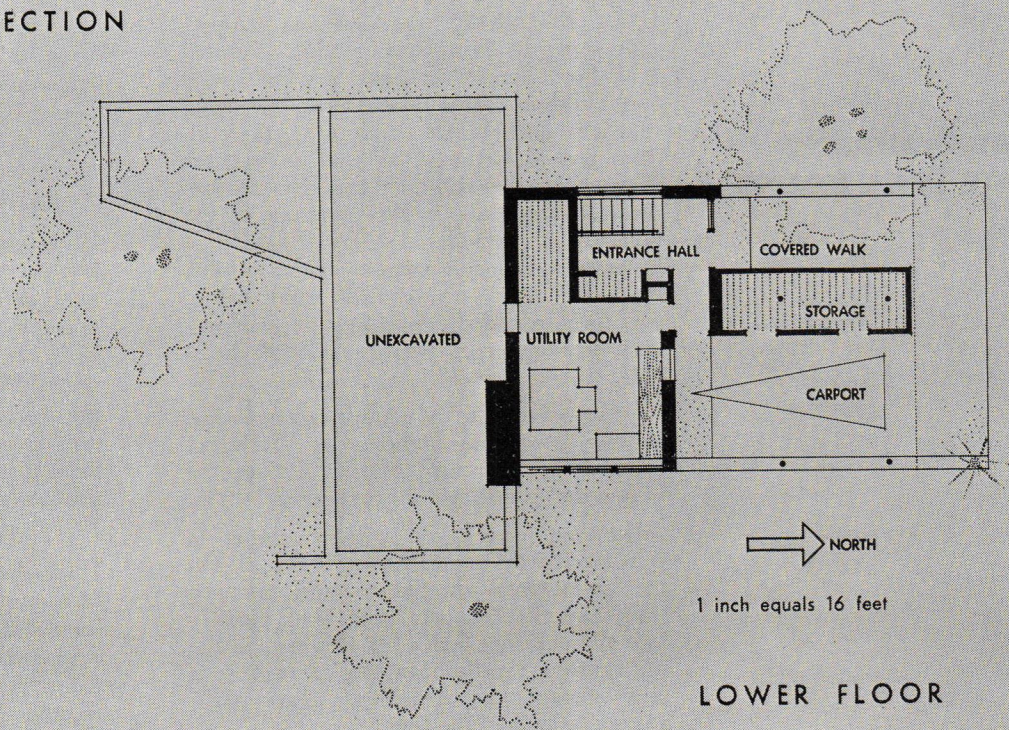 ECTION
ENTRANCE HALL
COVERED WALK
STORAGE
UNEXCAVATED
UTILITY ROOM
CARPORT
NORTH
1 inch equals 16 feet
LOWER FLOOR